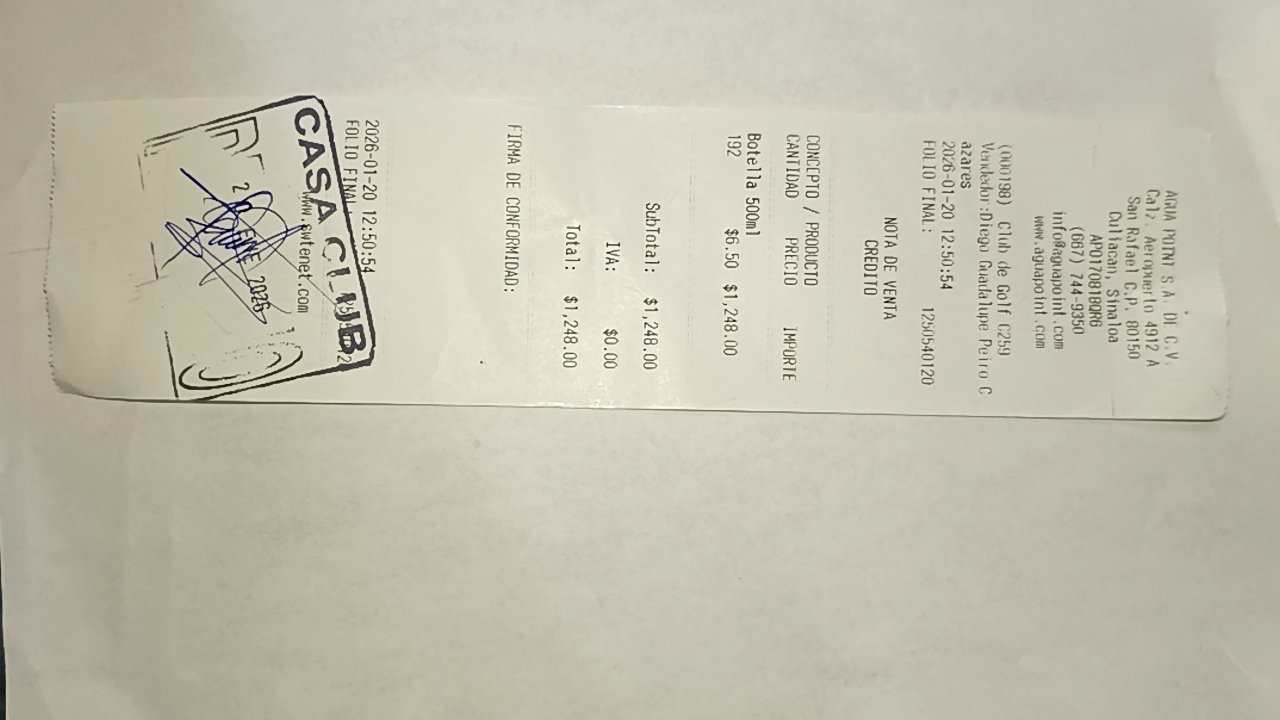 AGUA POINT S.A. DE C.V.
Calz. Aeropuerto 4912 A
San Rafael C.P. 80150
Culiacan, Sinaloa
APO170818QR6
(667) 744-9350
info@aguapoint.com
www.aguapoint.com
(000198) Club de Golf C259
Vendedor:Diego Guadalupe Peiro C
azares
2026-01-20 12:50:54
FOLIO FINAL: 1250540120
NOTA DE VENTA
CREDITO
CONCEPTO / PRODUCTO
CANTIDAD PRECIO IMPORTE
Botella 500ml
192 $6.50 $1,248.00
SubTotal: $1,248.00
IVA: $0.00
Total: $1,248.00
FIRMA DE CONFORMIDAD:
2026-01-20 12:50:54
FOLIO FINAL
CASA CLUB
www.swtenet.com
20 ENE 2026